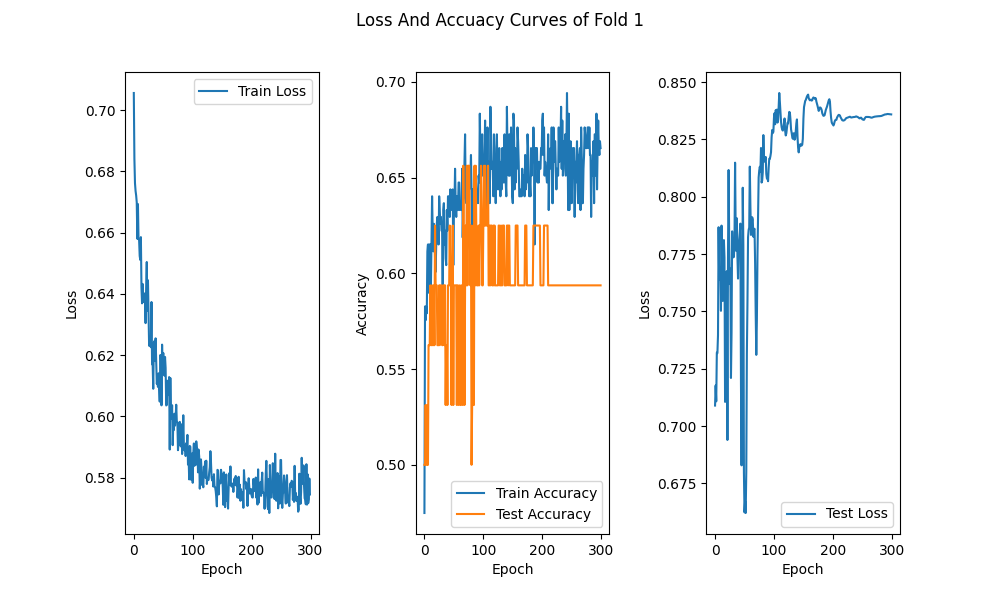 Loss And Accuacy Curves of Fold 1
Train Loss
0.70
0.68
0.66
0.64
0.62
0.60
0.58
Loss
0 100 200 300
Epoch
0.70
0.65
0.60
0.55
0.50
Accuracy
Train Accuracy
Test Accuracy
0 100 200 300
Epoch
0.850
0.825
0.800
0.775
0.750
0.725
0.700
0.675
Loss
Test Loss
0 100 200 300
Epoch